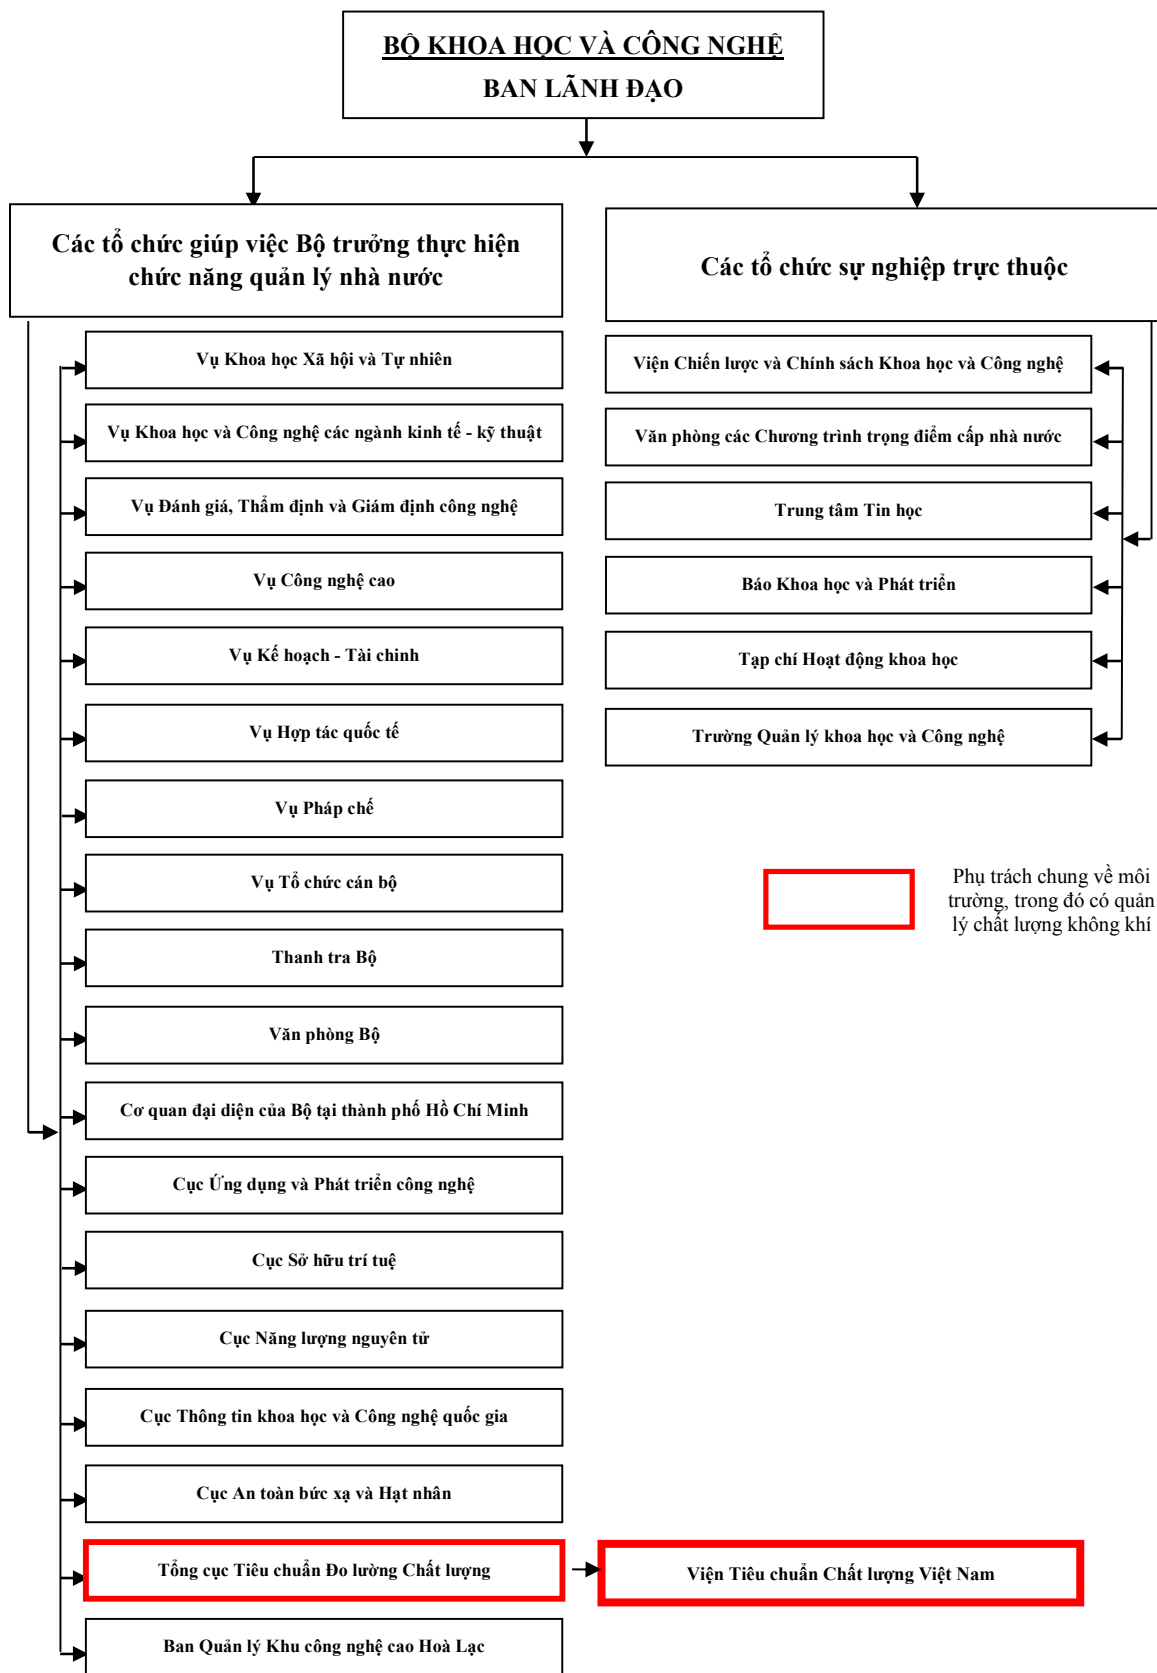 BỘ KHOA HỌC VÀ CÔNG NGHỆ
BAN LÃNH ĐẠO
Các tổ chức giúp việc Bộ trưởng thực hiện
chức năng quản lý nhà nước
Vụ Khoa học Xã hội và Tự nhiên
Vụ Khoa học và Công nghệ các ngành kinh tế - kỹ thuật
Vụ Đánh giá, Thẩm định và Giám định công nghệ
Vụ Công nghệ cao
Vụ Kế hoạch - Tài chinh
Vụ Hợp tác quốc tế
Vụ Pháp chế
Vụ Tổ chức cán bộ
Thanh tra Bộ
Văn phòng Bộ
Cơ quan đại diện của Bộ tại thành phố Hồ Chí Minh
Cục Ứng dụng và Phát triển công nghệ
Cục Sở hữu trí tuệ
Cục Năng lượng nguyên tử
Cục Thông tin khoa học và Công nghệ quốc gia
Cục An toàn bức xạ và Hạt nhân
Tổng cục Tiêu chuẩn Đo lường Chất lượng
Ban Quản lý Khu công nghệ cao Hoà Lạc
Các tổ chức sự nghiệp trực thuộc
Viện Chiến lược và Chính sách Khoa học và Công nghệ
Văn phòng các Chương trình trọng điểm cấp nhà nước
Trung tâm Tin học
Báo Khoa học và Phát triển
Tạp chí Hoạt động khoa học
Trường Quản lý khoa học và Công nghệ
Phụ trách chung về môi
trường, trong đó có quản
lý chất lượng không khí
Viện Tiêu chuẩn Chất lượng Việt Nam